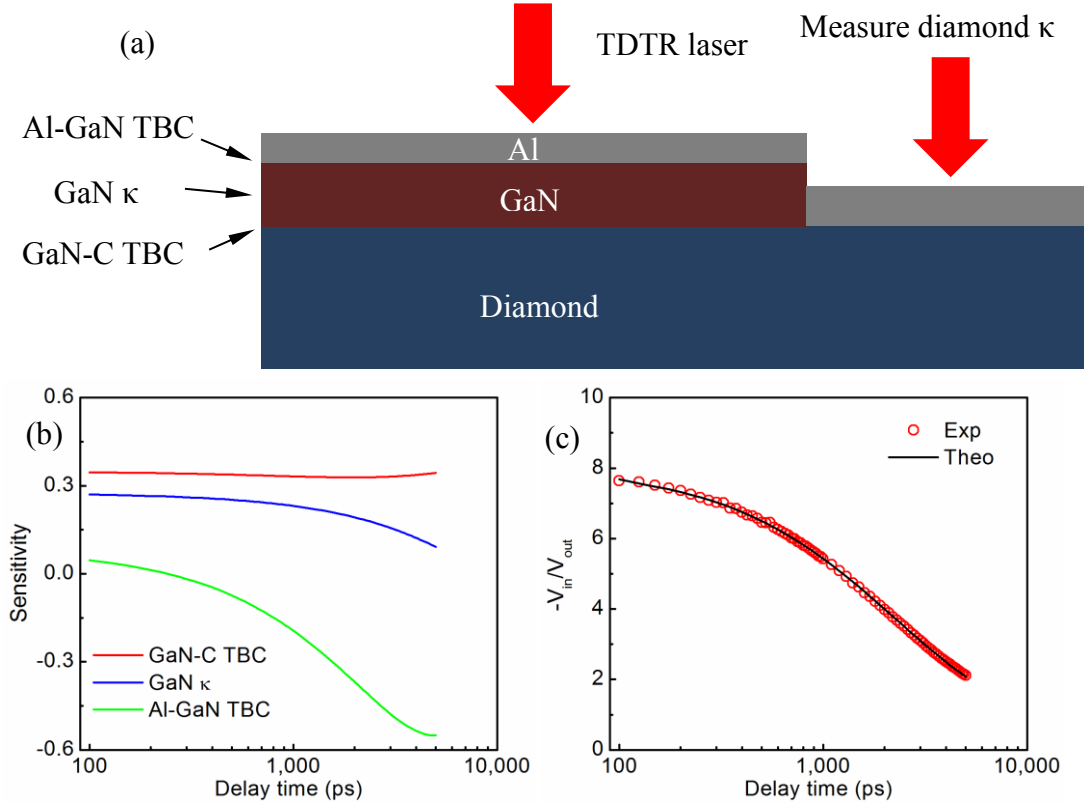 (a)
TDTR laser
Measure diamond κ
Al-GaN TBC
Al
GaN κ
GaN
GaN-C TBC
Diamond
(b)
0.6
0.3
0.0
-0.3
-0.6
Sensitivity
GaN-C TBC
GaN κ
Al-GaN TBC
100
1,000
10,000
Delay time (ps)
(c)
10
8
6
4
2
0
-V_in/V_out
Exp
Theo
100
1,000
10,000
Delay time (ps)